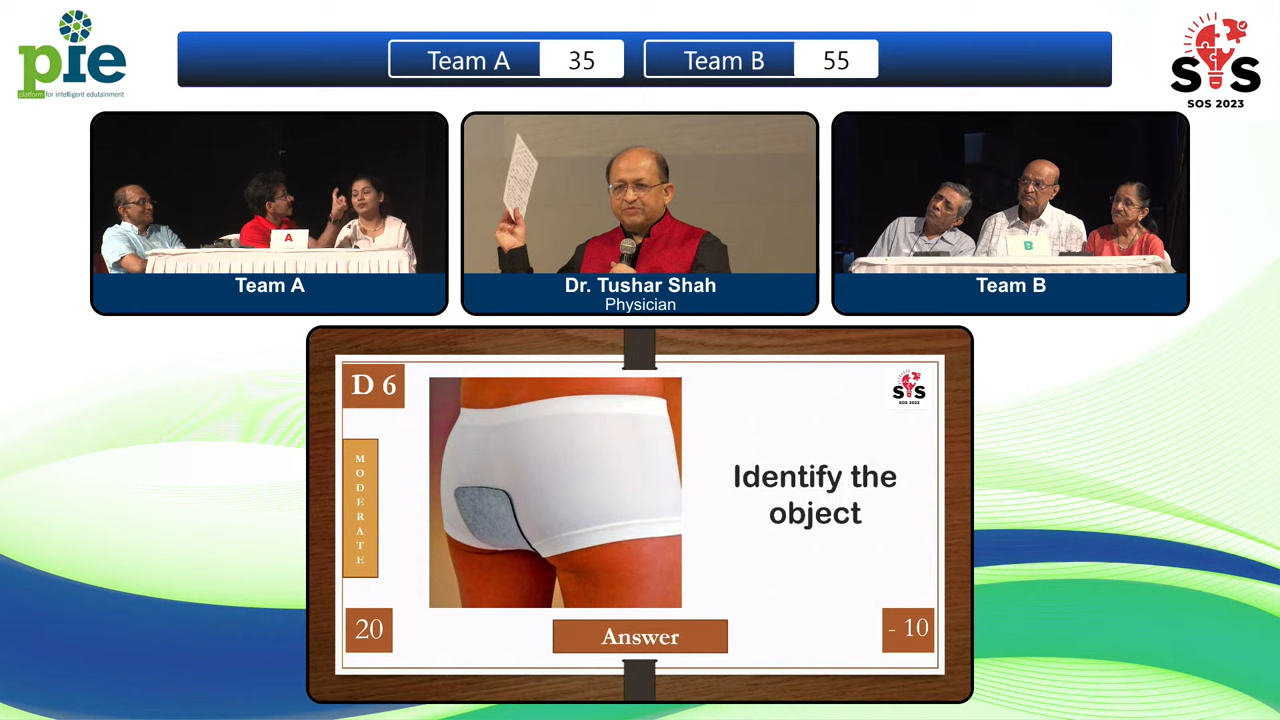 pie
platform for intelligent edutainment
Team A 35 Team B 55
SOS
SOS 2023
A
B
Team A
Dr. Tushar Shah
Physician
Team B
D 6
SOS
SOS 2023
MODERATE
Identify the
object
20
Answer
- 10